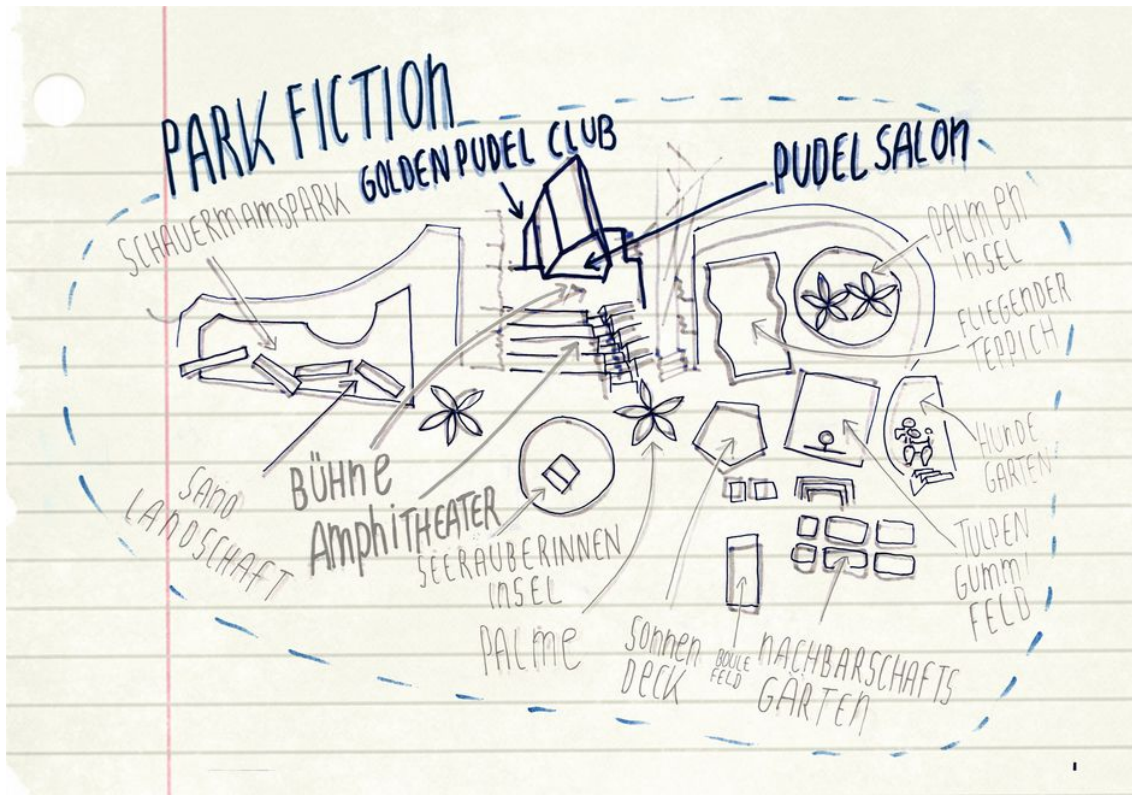 PARK FICTION
GOLDEN PUDEL CLUB
PUDEL SALON
SCHAUERMAMSPARK
PALMEN
INSEL
FLIEGENDER
TEPPICH
HUNDE
GARTEN
SAND
LANDSCHAFT
BÜHNE
AMPHITHEATER
SEERÄUBERINNEN
INSEL
PALME
SONNEN
DECK
BOULE
FELD
NACHBARSCHAFTS
GÄRTEN
TULPEN
GUMMI
FELD